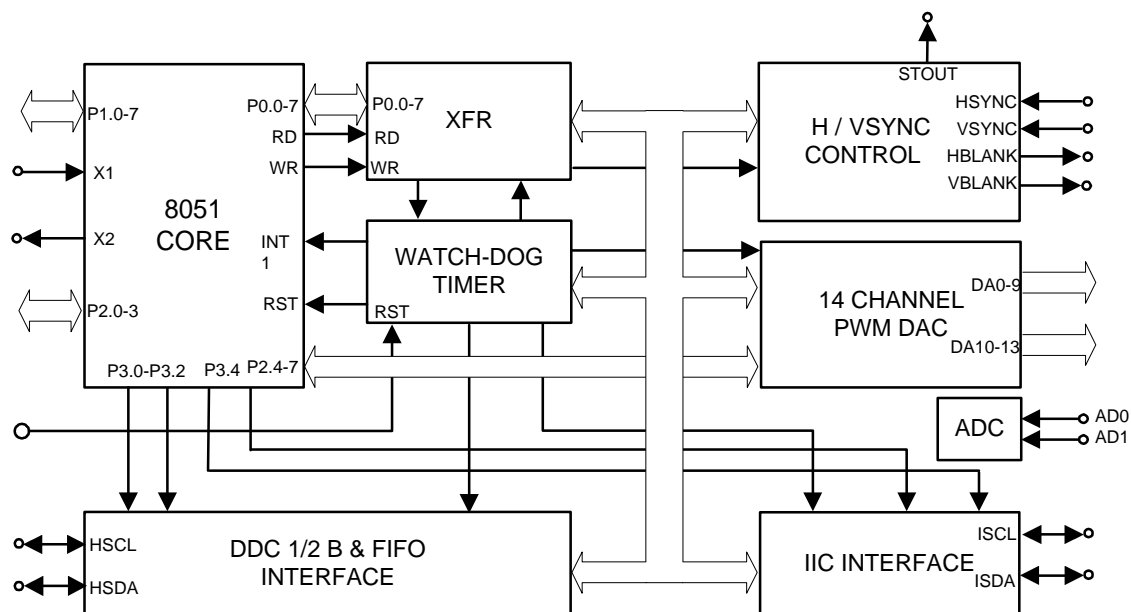 STOUT
P1.0-7
P0.0-7
P0.0-7
XFR
HSYNC
RD
RD
VSYNC
H / VSYNC
CONTROL
HBLANK
X1
WR
WR
VBLANK
8051
CORE
X2
INT
1
WATCH-DOG
TIMER
DA0-9
P2.0-3
RST
RST
14 CHANNEL
PWM DAC
DA10-13
P3.0-P3.2
P3.4
P2.4-7
ADC
AD0
AD1
HSCL
DDC 1/2 B & FIFO
INTERFACE
HSDA
ISCL
IIC INTERFACE
ISDA